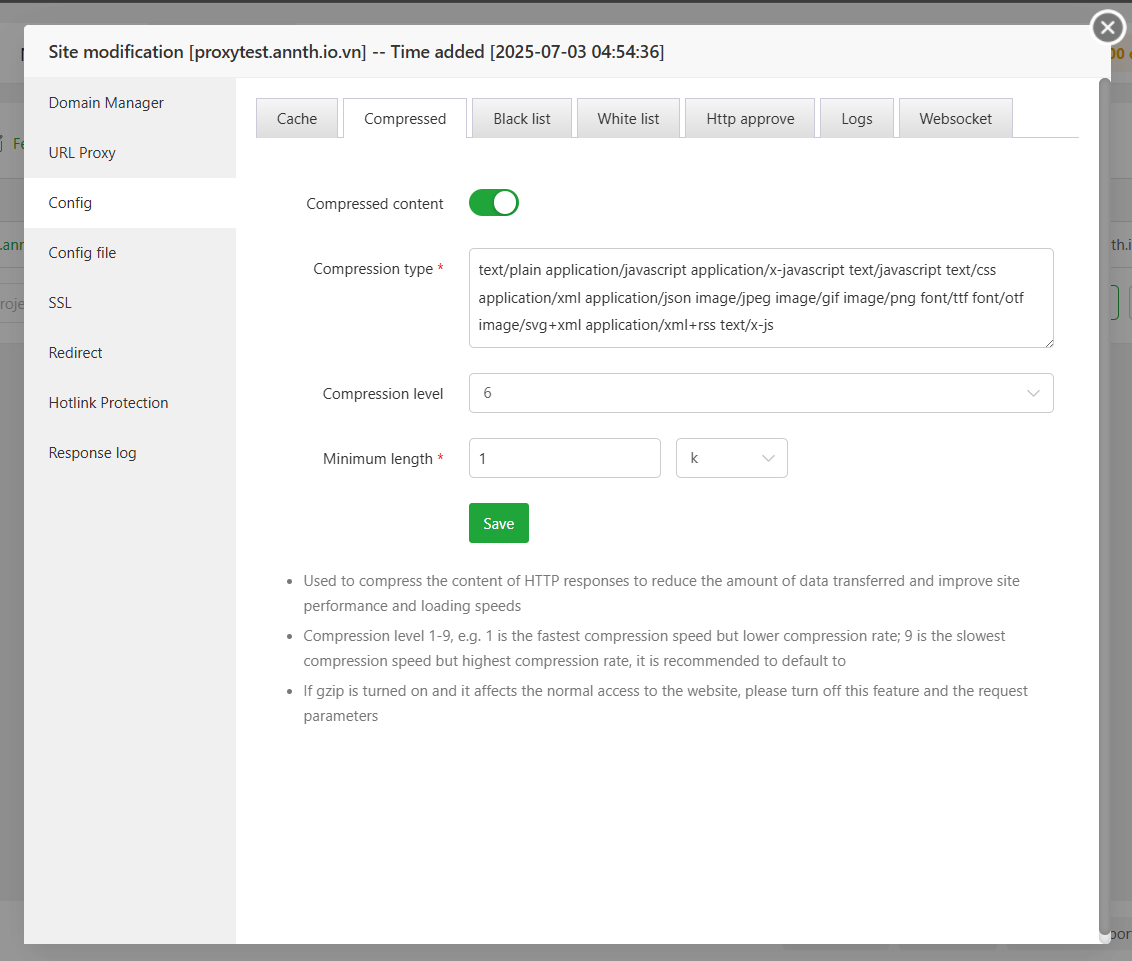 Site modification [proxytest.annth.io.vn] -- Time added [2025-07-03 04:54:36]
Domain Manager
URL Proxy
Config
Config file
SSL
Redirect
Hotlink Protection
Response log
Cache
Compressed
Black list
White list
Http approve
Logs
Websocket
Compressed content
Compression type *
text/plain application/javascript application/x-javascript text/javascript text/css
application/xml application/json image/jpeg image/gif image/png font/ttf font/otf
image/svg+xml application/xml+rss text/x-js
Compression level
6
Minimum length *
1
k
Save
• Used to compress the content of HTTP responses to reduce the amount of data transferred and improve site
performance and loading speeds
• Compression level 1-9, e.g. 1 is the fastest compression speed but lower compression rate; 9 is the slowest
compression speed but highest compression rate, it is recommended to default to
• If gzip is turned on and it affects the normal access to the website, please turn off this feature and the request
parameters